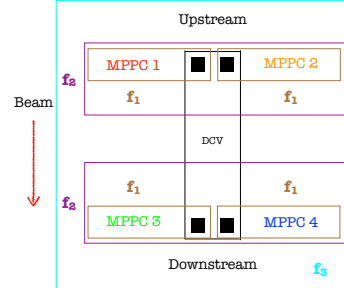 Upstream
MPPC 1 MPPC 2
f2
f1 f1
Beam
DCV
f1 f1
f2
MPPC 3 MPPC 4
Downstream
f3